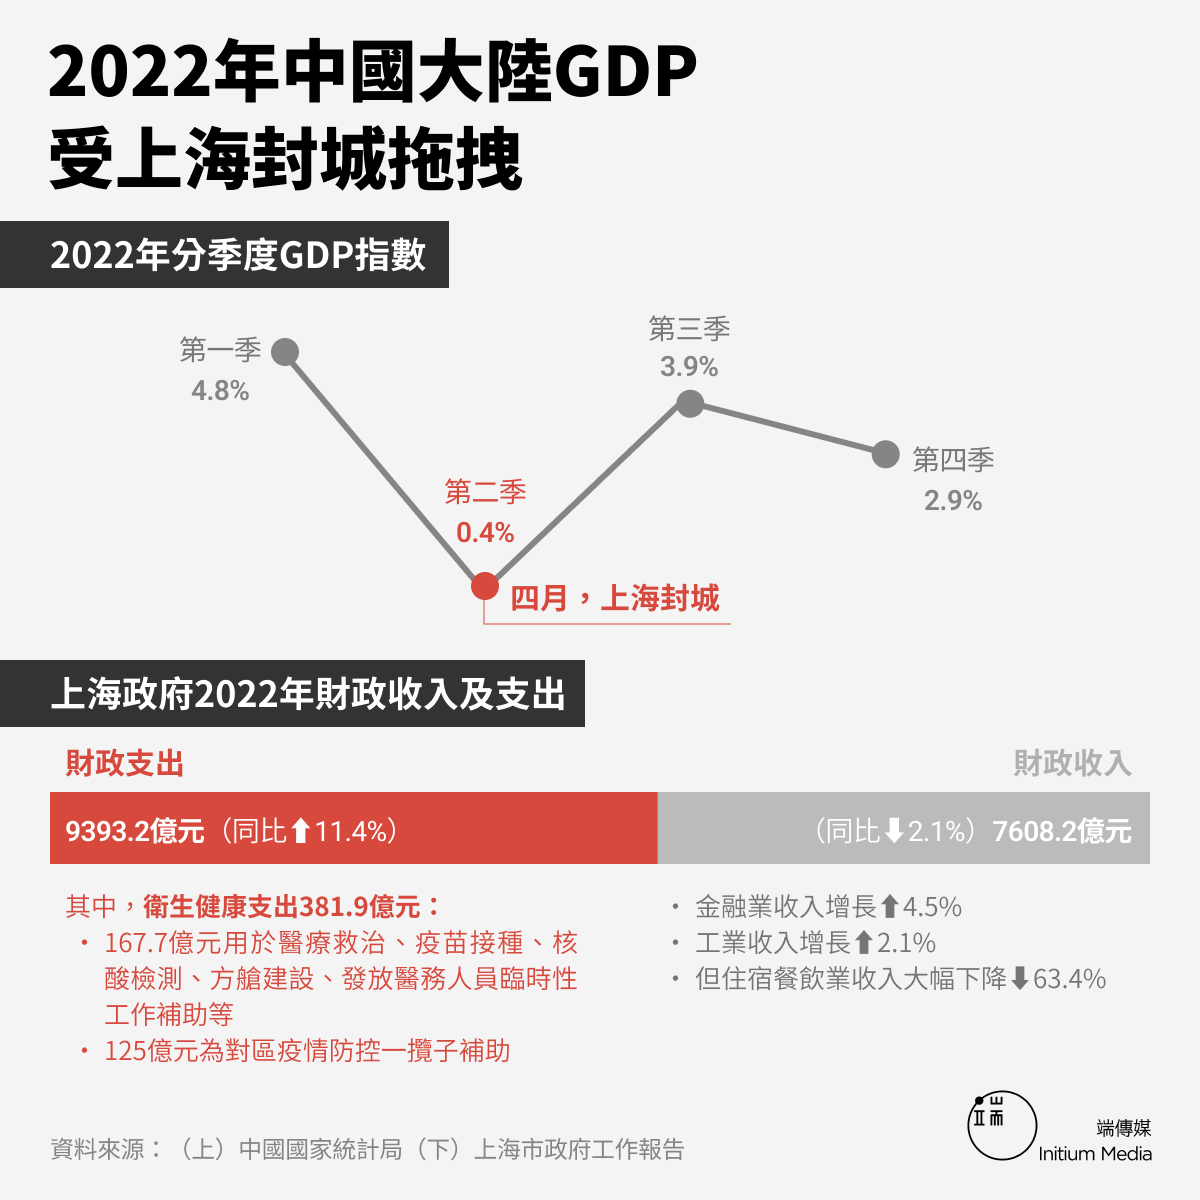 2022年中國大陸GDP
受上海封城拖拽
2022年分季度GDP指數
第一季
4.8%
第二季
0.4%
第三季
3.9%
第四季
2.9%
四月，上海封城
上海政府2022年財政收入及支出
財政支出
財政收入
9393.2億元（同比⬆11.4%）
（同比⬇2.1%）7608.2億元
其中，衛生健康支出381.9億元：
・167.7億元用於醫療救治、疫苗接種、核
酸檢測、方艙建設、發放醫務人員臨時性
工作補助等
・125億元為對區疫情防控一攬子補助
・金融業收入增長⬆4.5%
・工業收入增長⬆2.1%
・但住宿餐飲業收入大幅下降⬇63.4%
資料來源：（上）中國國家統計局（下）上海市政府工作報告
端
端傳媒
Initium Media